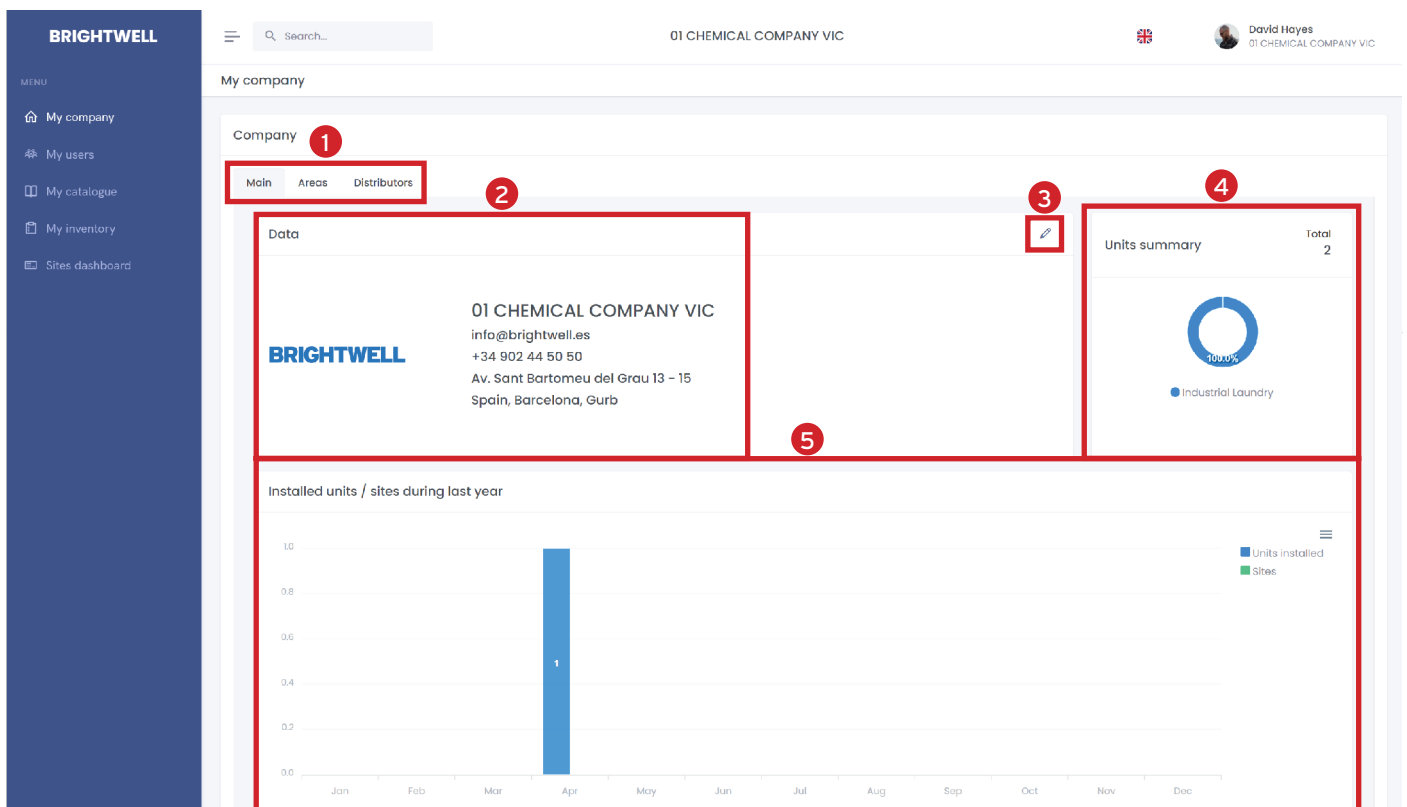 BRIGHTWELL
Search...
01 CHEMICAL COMPANY VIC
David Hayes
01 CHEMICAL COMPANY VIC
MENU
My company
My users
My catalogue
My inventory
Sites dashboard
My company
Company
1
Main Areas Distributors
2
3
4
Data
Units summary
Total
2
BRIGHTWELL
01 CHEMICAL COMPANY VIC
info@brightwell.es
+34 902 44 50 50
Av. Sant Bartomeu del Grau 13 - 15
Spain, Barcelona, Gurb
100.0%
Industrial Laundry
5
Installed units / sites during last year
Units installed
Sites
1.0
0.8
0.6
0.4
0.2
0.0
1
Jan Feb Mar Apr May Jun Jul Aug Sep Oct Nov Dec